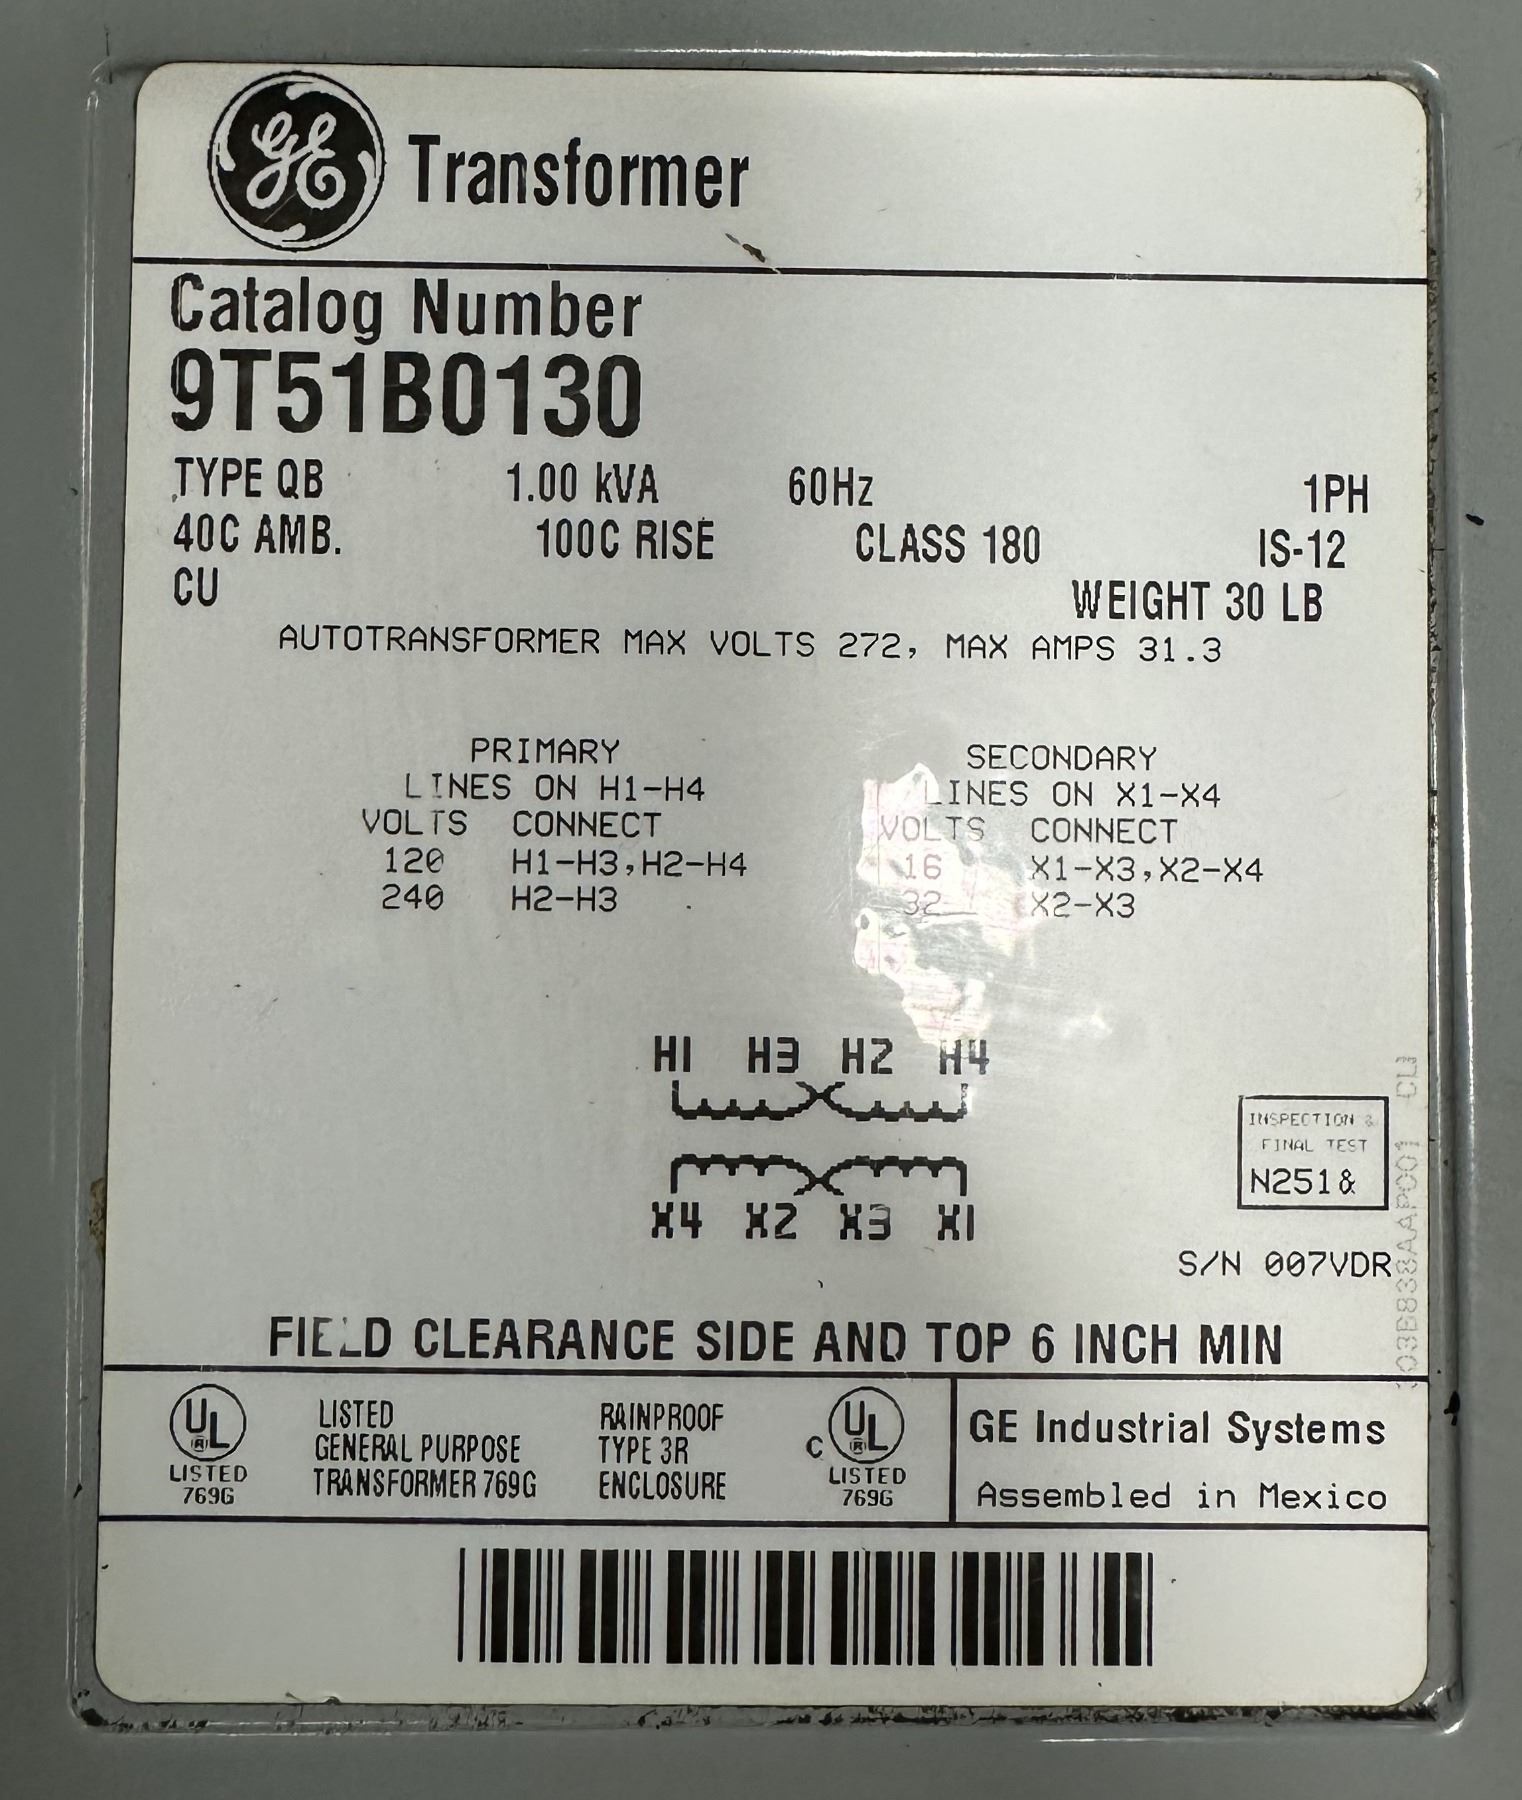 GE Transformer
Catalog Number
9T51B0130
TYPE QB 1.00 kVA 60Hz 1PH
40C AMB. 100C RISE CLASS 180 IS-12
CU WEIGHT 30 LB
AUTOTRANSFORMER MAX VOLTS 272, MAX AMPS 31.3
PRIMARY SECONDARY
LINES ON H1-H4 LINES ON X1-X4
VOLTS CONNECT VOLTS CONNECT
120 H1-H3,H2-H4 16 X1-X3,X2-X4
240 H2-H3 32 X2-X3
H1 H3 H2 H4
X4 X2 X3 X1
INSPECTION &
FINAL TEST
N251&
S/N 007VDR
FIELD CLEARANCE SIDE AND TOP 6 INCH MIN
UL ® LISTED 769G
LISTED
GENERAL PURPOSE
TRANSFORMER 769G
RAINPROOF
TYPE 3R
ENCLOSURE
C UL ® LISTED 769G
GE Industrial Systems
Assembled in Mexico